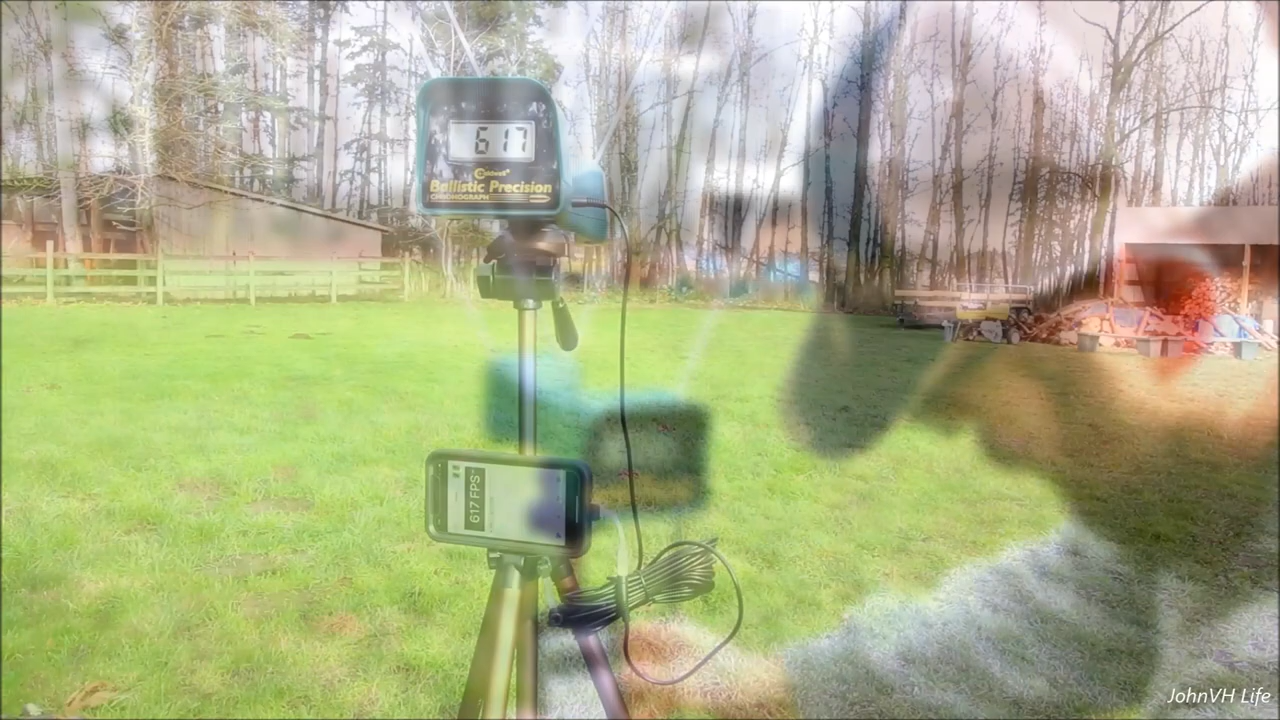 617
Caldwell
Ballistic Precision
CHRONOGRAPH
617 FPS
JohnVH Life